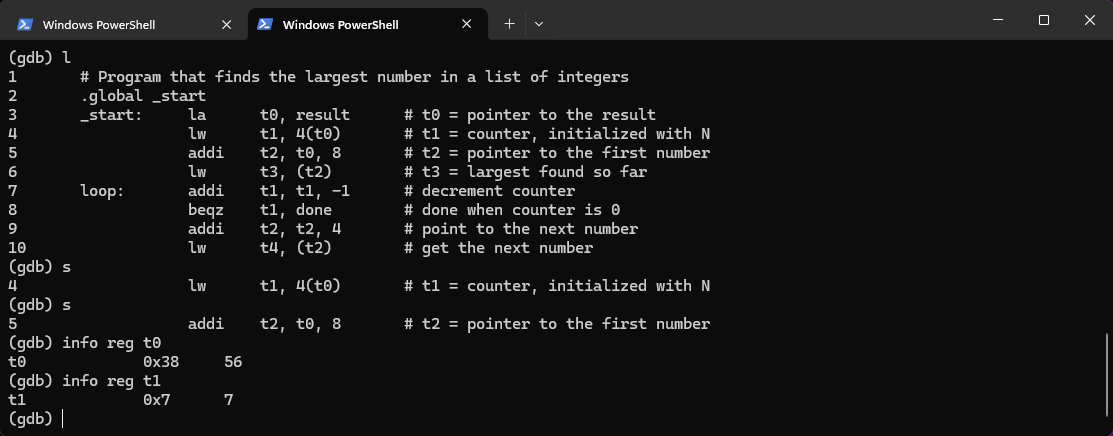 Windows PowerShell
Windows PowerShell
(gdb) l
1       # Program that finds the largest number in a list of integers
2       .global _start
3       _start:     la      t0, result      # t0 = pointer to the result
4                   lw      t1, 4(t0)       # t1 = counter, initialized with N
5                   addi    t2, t0, 8       # t2 = pointer to the first number
6                   lw      t3, (t2)        # t3 = largest found so far
7       loop:       addi    t1, t1, -1      # decrement counter
8                   beqz    t1, done        # done when counter is 0
9                   addi    t2, t2, 4       # point to the next number
10                  lw      t4, (t2)        # get the next number
(gdb) s
4                   lw      t1, 4(t0)       # t1 = counter, initialized with N
(gdb) s
5                   addi    t2, t0, 8       # t2 = pointer to the first number
(gdb) info reg t0
t0             0x38     56
(gdb) info reg t1
t1             0x7      7
(gdb)